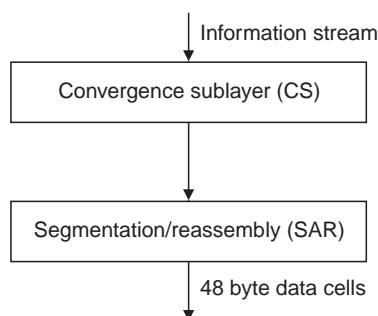 Information stream
Convergence sublayer (CS)
Segmentation/reassembly (SAR)
48 byte data cells